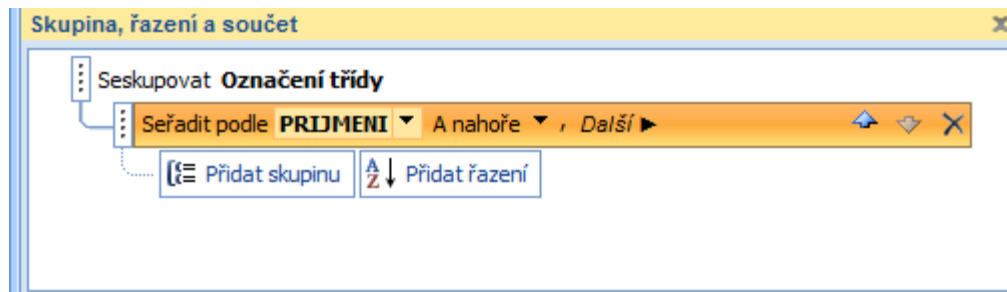 Skupina, řazení a součet
Seskupovat Označení třídy
Seřadit podle PRIJMENI A nahoře , Další
Přidat skupinu A Z Přidat řazení